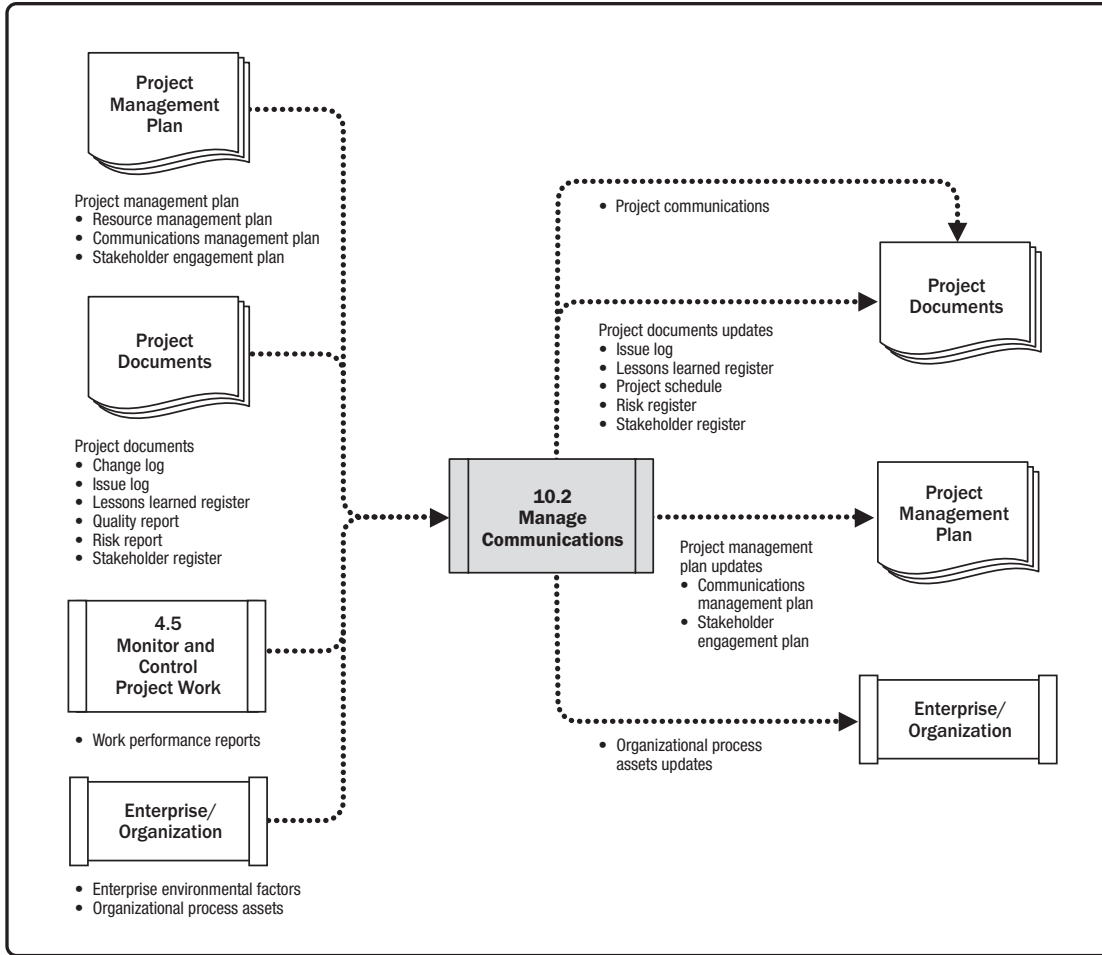 Project
Management
Plan
Project management plan
• Resource management plan
• Communications management plan
• Stakeholder engagement plan
Project
Documents
Project documents
• Change log
• Issue log
• Lessons learned register
• Quality report
• Risk report
• Stakeholder register
4.5
Monitor and
Control
Project Work
• Work performance reports
Enterprise/
Organization
• Enterprise environmental factors
• Organizational process assets
10.2
Manage
Communications
• Project communications
Project
Documents
Project documents updates
• Issue log
• Lessons learned register
• Project schedule
• Risk register
• Stakeholder register
Project
Management
Plan
Project management
plan updates
• Communications
management plan
• Stakeholder
engagement plan
Enterprise/
Organization
• Organizational process
assets updates